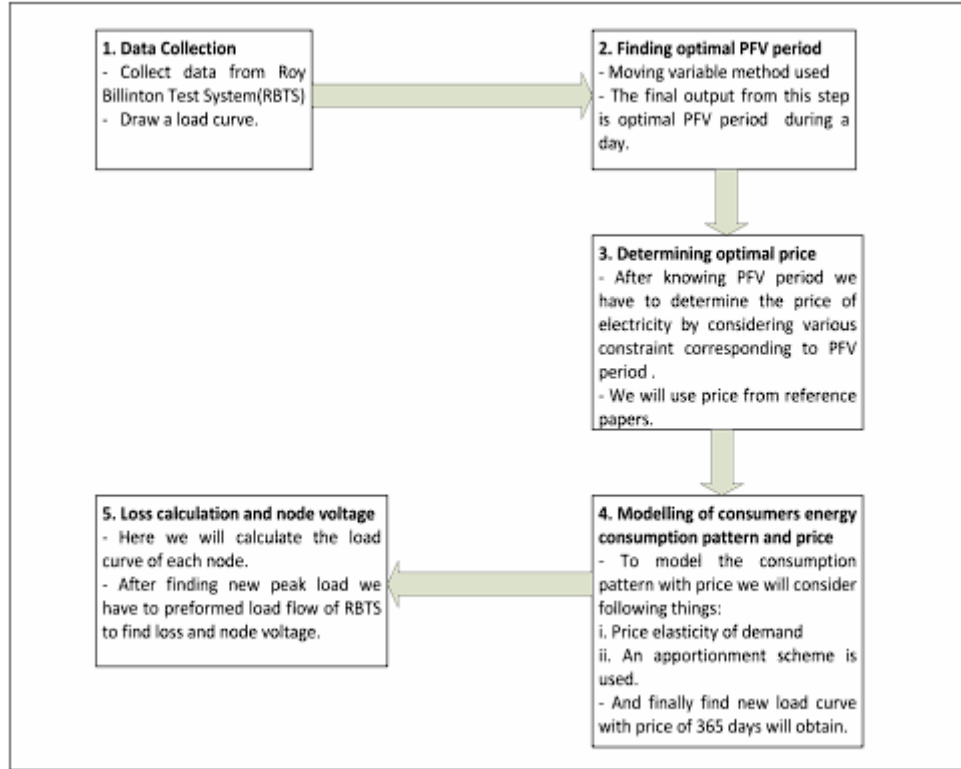 1. Data Collection
- Collect data from Roy
Billinton Test System(RBTS)
- Draw a load curve.
2. Finding optimal PFV period
- Moving variable method used
- The final output from this step
is optimal PFV period during a
day.
3. Determining optimal price
- After knowing PFV period we
have to determine the price of
electricity by considering various
constraint corresponding to PFV
period .
- We will use price from reference
papers.
4. Modelling of consumers energy
consumption pattern and price
- To model the consumption
pattern with price we will consider
following things:
i. Price elasticity of demand
ii. An apportionment scheme is
used.
- And finally find new load curve
with price of 365 days will obtain.
5. Loss calculation and node voltage
- Here we will calculate the load
curve of each node.
- After finding new peak load we
have to preformed load flow of RBTS
to find loss and node voltage.